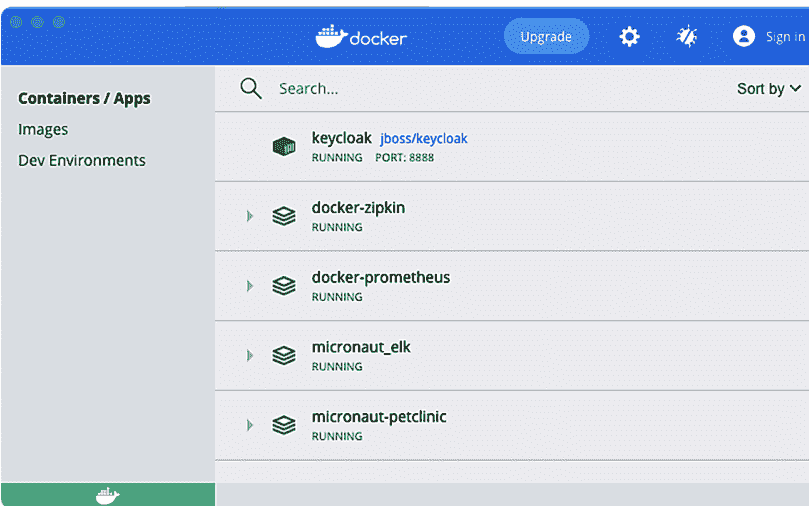 docker
Upgrade
Sign in
Containers / Apps
Images
Dev Environments
Search...
Sort by
keycloak jboss/keycloak
RUNNING PORT: 8888
docker-zipkin
RUNNING
docker-prometheus
RUNNING
micronaut_elk
RUNNING
micronaut-petclinic
RUNNING